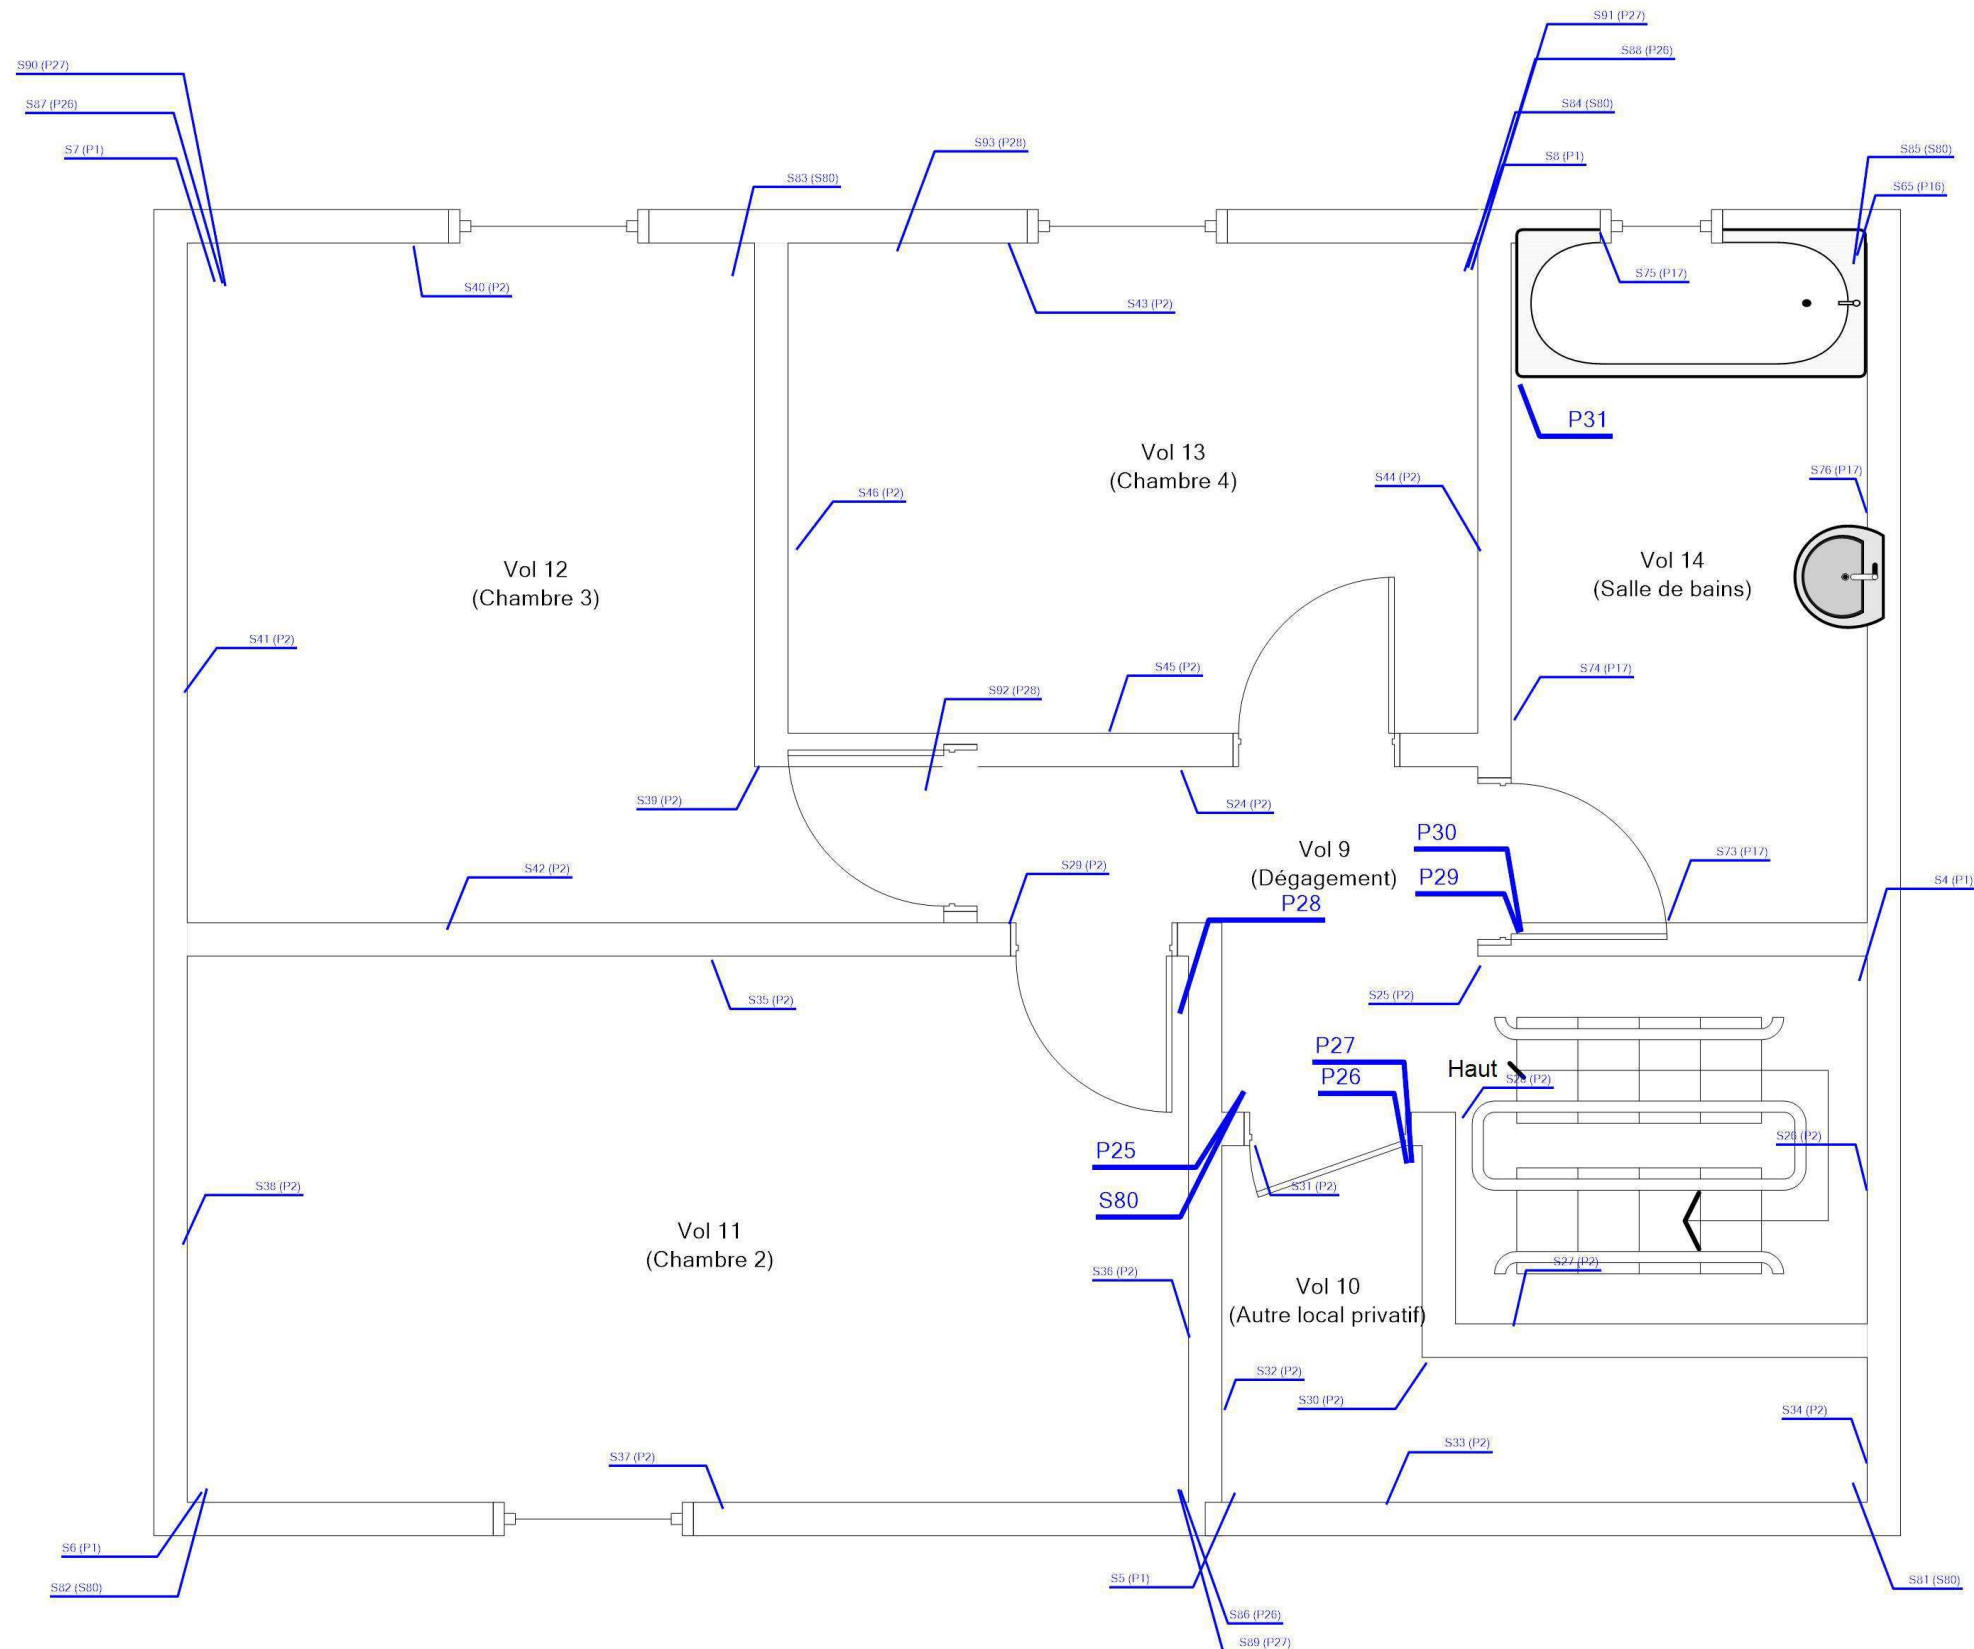 S91 (P27)
S90 (P27)
S88 (P26)
S87 (P26)
S84 (S80)
S7 (P1)
S93 (P28)
S8 (P1)
S85 (S80)
S83 (S80)
S65 (P16)
S75 (P17)
S40 (P2)
S43 (P2)
P31
Vol 13
(Chambre 4)
S46 (P2)
S44 (P2)
S76 (P17)
Vol 12
(Chambre 3)
Vol 14
(Salle de bains)
S41 (P2)
S45 (P2)
S74 (P17)
S92 (P28)
S39 (P2)
S24 (P2)
P30
Vol 9
(Dégagement)
S73 (P17)
S42 (P2)
S29 (P2)
P29
S4 (P1)
P28
S35 (P2)
S25 (P2)
P27
P26
Haut
S28 (P2)
S26 (P2)
P25
S38 (P2)
S80
S31 (P2)
Vol 11
(Chambre 2)
S36 (P2)
S27 (P2)
Vol 10
(Autre local privatif)
S32 (P2)
S30 (P2)
S34 (P2)
S33 (P2)
S37 (P2)
S6 (P1)
S5 (P1)
S81 (S80)
S82 (S80)
S86 (P26)
S89 (P27)